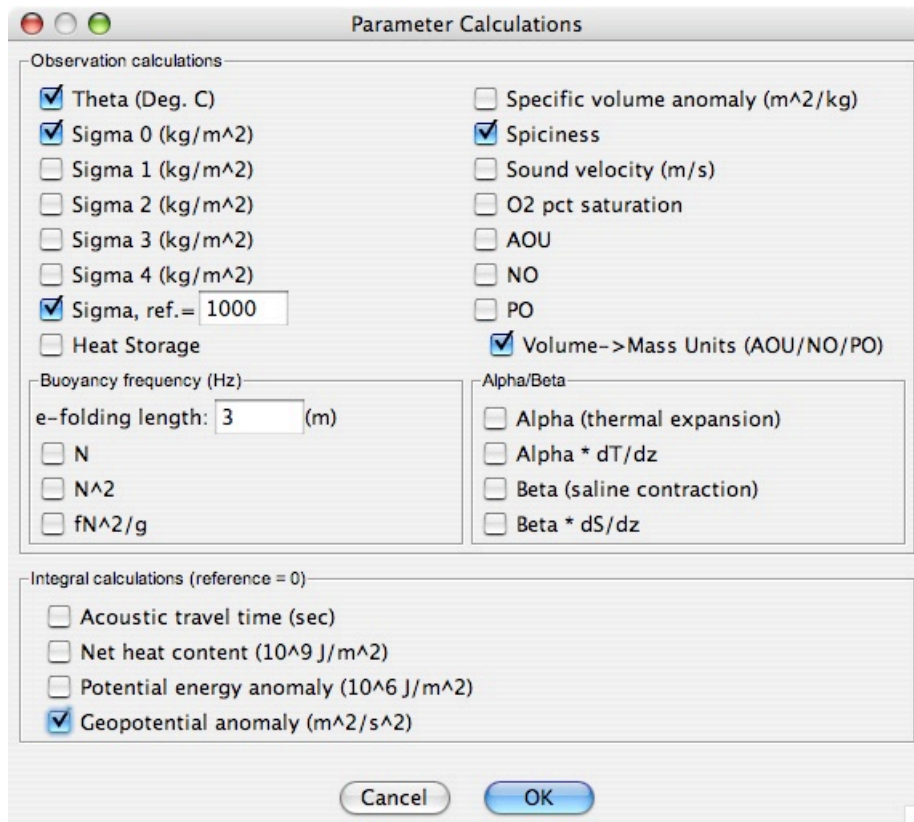 Parameter Calculations
Observation calculations
Theta (Deg. C)
Sigma 0 (kg/m^2)
Sigma 1 (kg/m^2)
Sigma 2 (kg/m^2)
Sigma 3 (kg/m^2)
Sigma 4 (kg/m^2)
Sigma, ref.= 1000
Heat Storage
Specific volume anomaly (m^2/kg)
Spiciness
Sound velocity (m/s)
O2 pct saturation
AOU
NO
PO
Volume->Mass Units (AOU/NO/PO)
Buoyancy frequency (Hz)
e-folding length: 3 (m)
N
N^2
fN^2/g
Alpha/Beta
Alpha (thermal expansion)
Alpha * dT/dz
Beta (saline contraction)
Beta * dS/dz
Integral calculations (reference = 0)
Acoustic travel time (sec)
Net heat content (10^9 J/m^2)
Potential energy anomaly (10^6 J/m^2)
Geopotential anomaly (m^2/s^2)
Cancel
OK